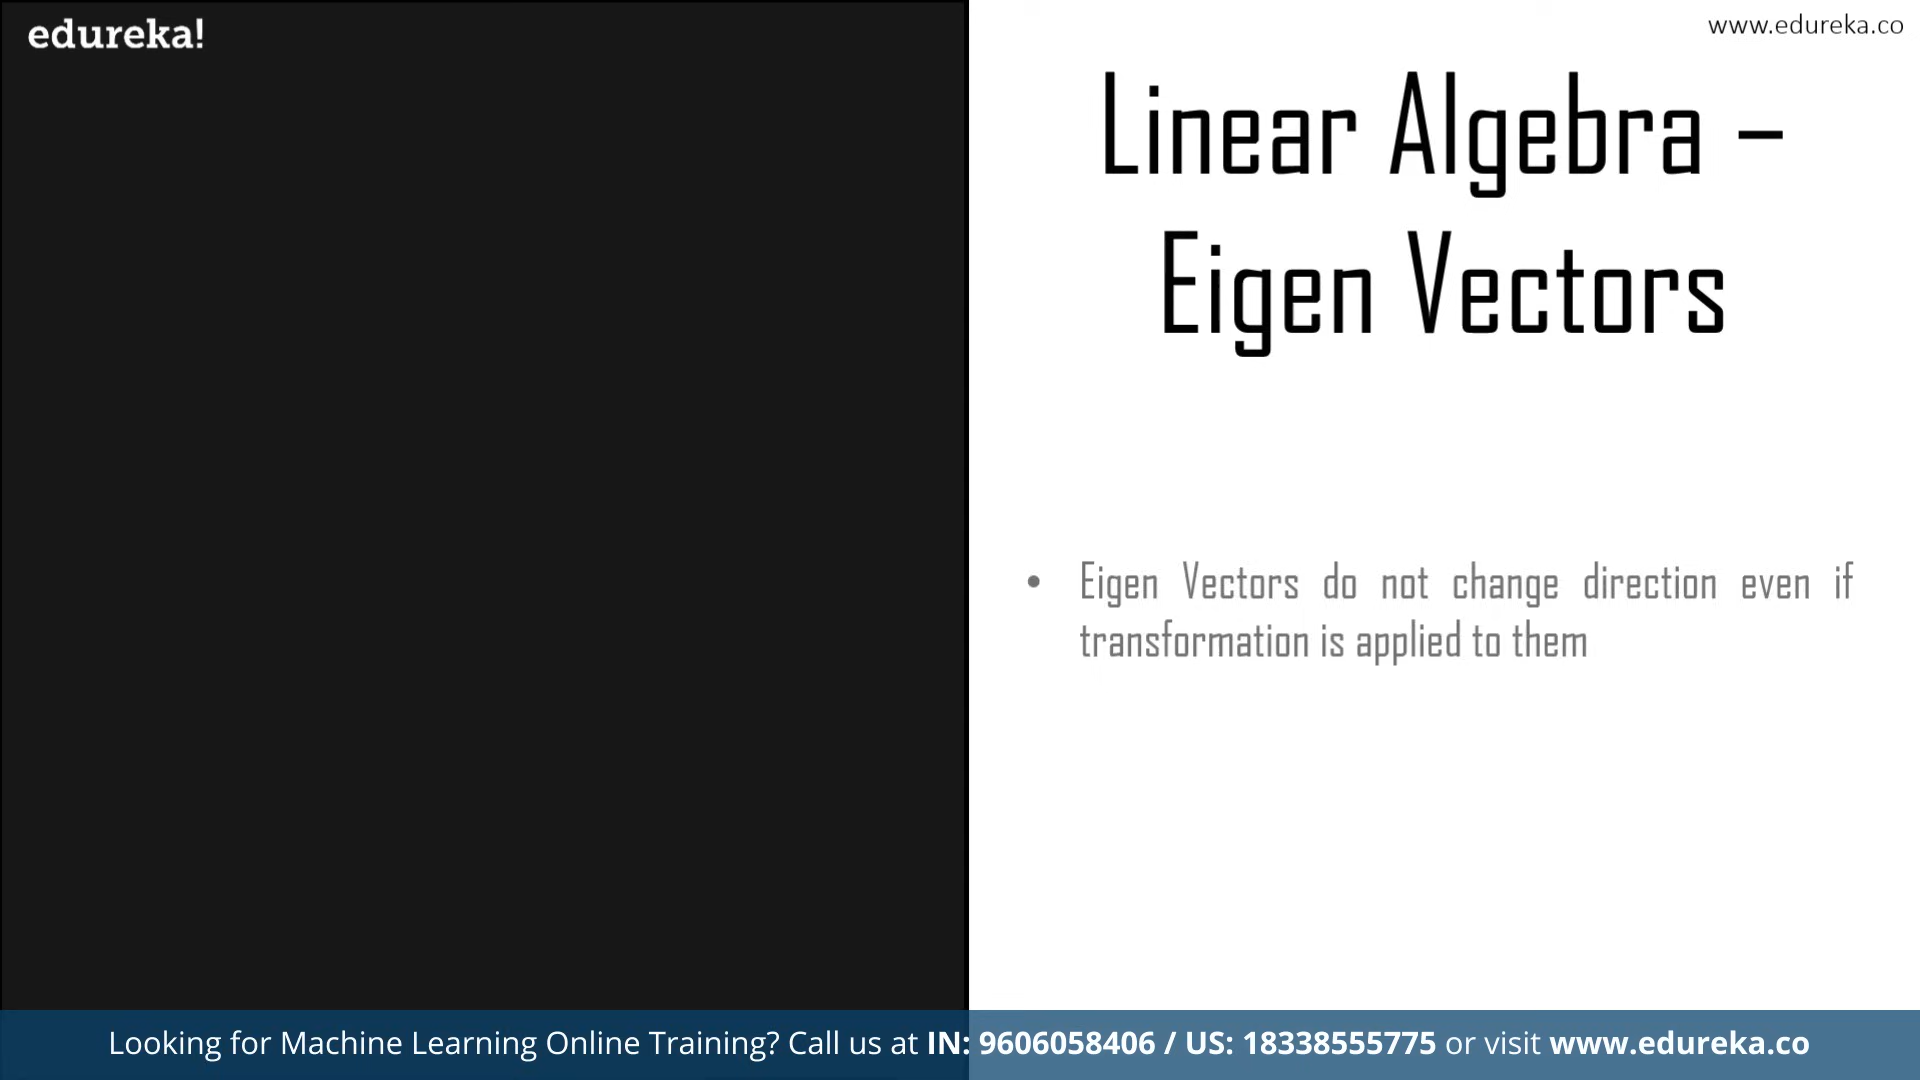 edureka!
www.edureka.co
Linear Algebra –
Eigen Vectors
• Eigen Vectors do not change direction even if
transformation is applied to them
Looking for Machine Learning Online Training? Call us at IN: 9606058406 / US: 18338555775 or visit www.edureka.co